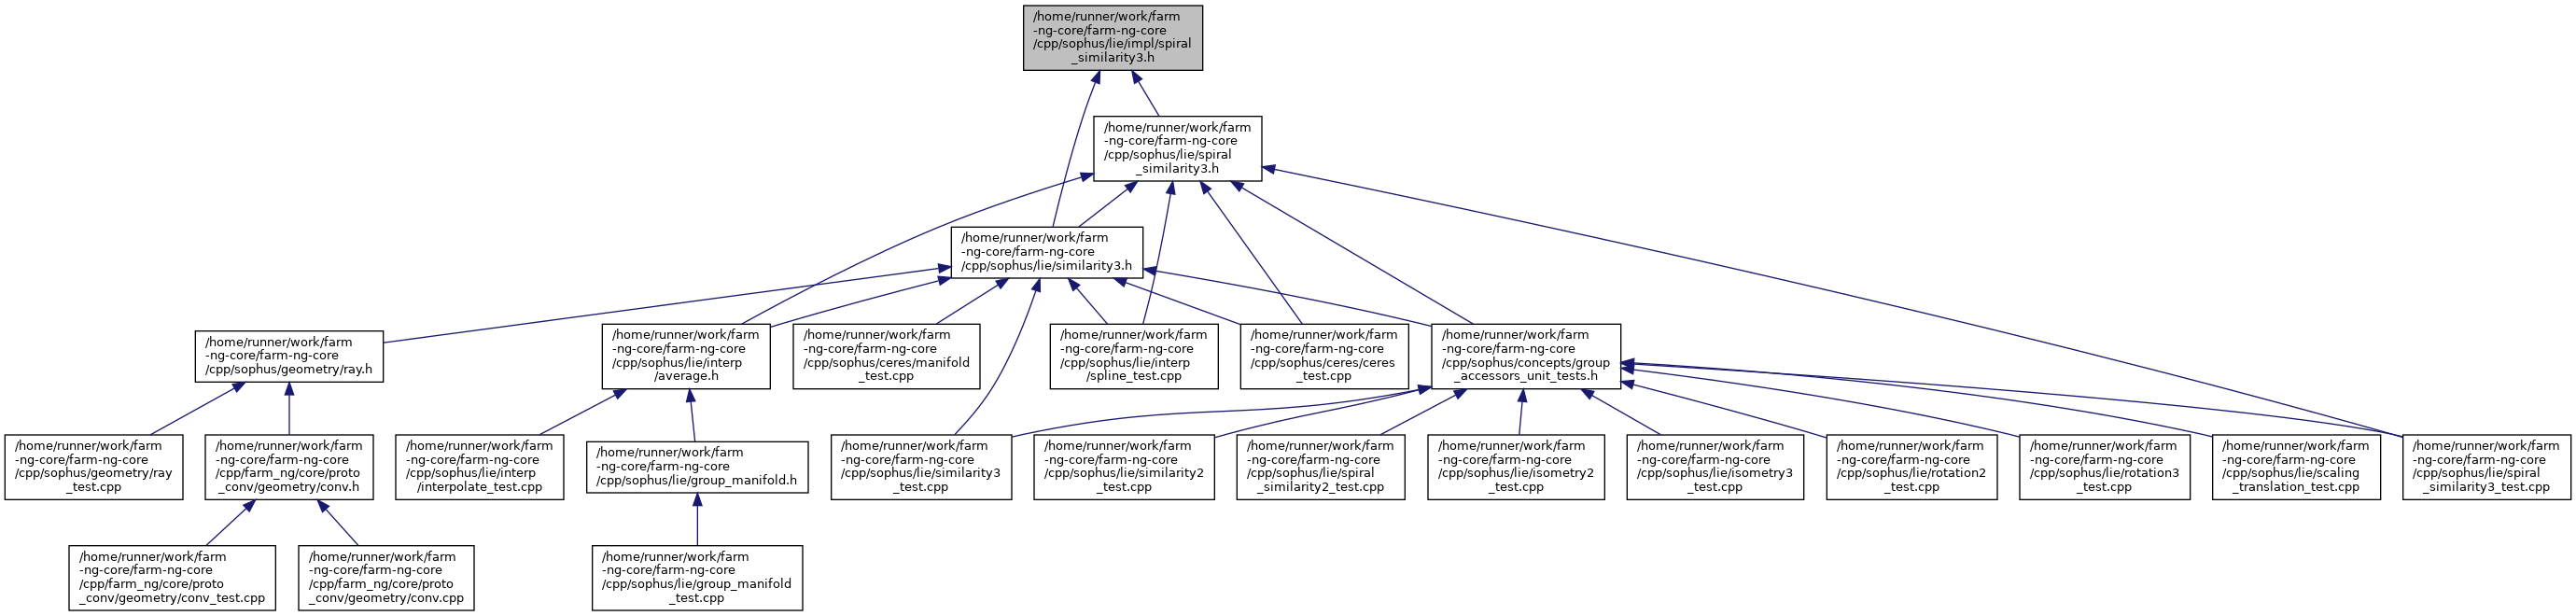 /home/runner/work/farm
-ng-core/farm-ng-core
/cpp/sophus/lie/impl/spiral
_similarity3.h
/home/runner/work/farm
-ng-core/farm-ng-core
/cpp/sophus/lie/spiral
_similarity3.h
/home/runner/work/farm
-ng-core/farm-ng-core
/cpp/sophus/lie/similarity3.h
/home/runner/work/farm
-ng-core/farm-ng-core
/cpp/sophus/geometry/ray.h
/home/runner/work/farm
-ng-core/farm-ng-core
/cpp/sophus/lie/interp
/average.h
/home/runner/work/farm
-ng-core/farm-ng-core
/cpp/sophus/ceres/manifold
_test.cpp
/home/runner/work/farm
-ng-core/farm-ng-core
/cpp/sophus/lie/interp
/spline_test.cpp
/home/runner/work/farm
-ng-core/farm-ng-core
/cpp/sophus/ceres/ceres
_test.cpp
/home/runner/work/farm
-ng-core/farm-ng-core
/cpp/sophus/concepts/group
_accessors_unit_tests.h
/home/runner/work/farm
-ng-core/farm-ng-core
/cpp/sophus/geometry/ray
_test.cpp
/home/runner/work/farm
-ng-core/farm-ng-core
/cpp/farm_ng/core/proto
_conv/geometry/conv.h
/home/runner/work/farm
-ng-core/farm-ng-core
/cpp/sophus/lie/interp
/interpolate_test.cpp
/home/runner/work/farm
-ng-core/farm-ng-core
/cpp/sophus/lie/group_manifold.h
/home/runner/work/farm
-ng-core/farm-ng-core
/cpp/sophus/lie/similarity3
_test.cpp
/home/runner/work/farm
-ng-core/farm-ng-core
/cpp/sophus/lie/similarity2
_test.cpp
/home/runner/work/farm
-ng-core/farm-ng-core
/cpp/sophus/lie/spiral
_similarity2_test.cpp
/home/runner/work/farm
-ng-core/farm-ng-core
/cpp/sophus/lie/isometry2
_test.cpp
/home/runner/work/farm
-ng-core/farm-ng-core
/cpp/sophus/lie/isometry3
_test.cpp
/home/runner/work/farm
-ng-core/farm-ng-core
/cpp/sophus/lie/rotation2
_test.cpp
/home/runner/work/farm
-ng-core/farm-ng-core
/cpp/sophus/lie/rotation3
_test.cpp
/home/runner/work/farm
-ng-core/farm-ng-core
/cpp/sophus/lie/scaling
_translation_test.cpp
/home/runner/work/farm
-ng-core/farm-ng-core
/cpp/sophus/lie/spiral
_similarity3_test.cpp
/home/runner/work/farm
-ng-core/farm-ng-core
/cpp/farm_ng/core/proto
_conv/geometry/conv_test.cpp
/home/runner/work/farm
-ng-core/farm-ng-core
/cpp/farm_ng/core/proto
_conv/geometry/conv.cpp
/home/runner/work/farm
-ng-core/farm-ng-core
/cpp/sophus/lie/group_manifold
_test.cpp